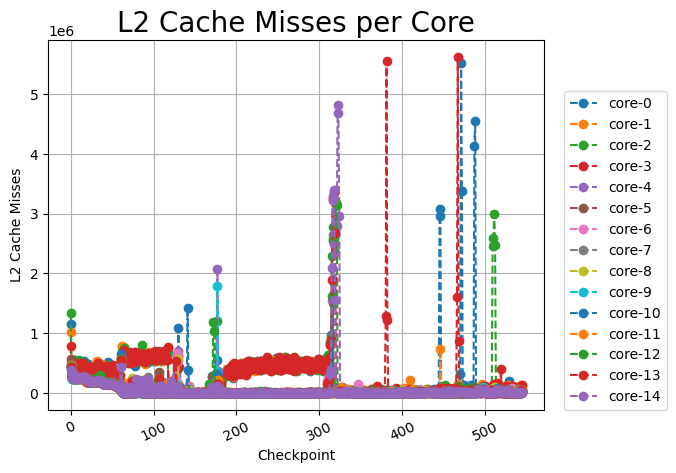 L2 Cache Misses per Core
1e6
5
4
3
2
1
0
L2 Cache Misses
0
100
200
300
400
500
Checkpoint
core-0
core-1
core-2
core-3
core-4
core-5
core-6
core-7
core-8
core-9
core-10
core-11
core-12
core-13
core-14